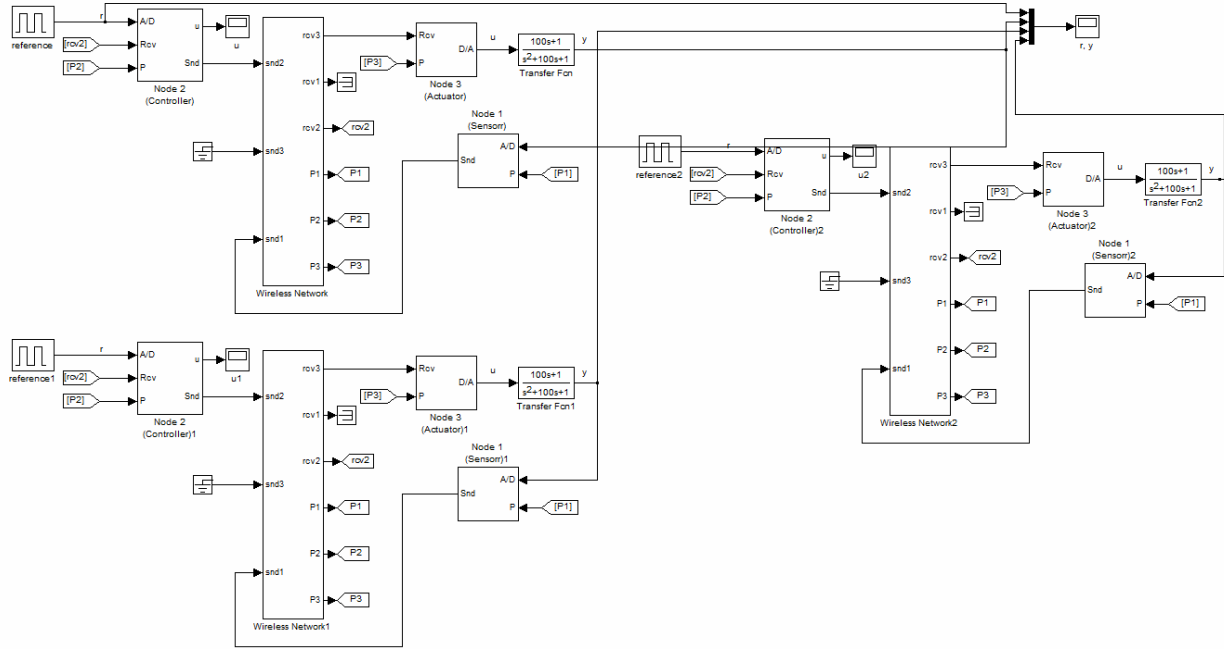 reference
r
A/D
[rcv2]
Rcv
[P2]
P
u
Snd
u
Node 2
(Controller)
snd2
snd3
snd1
rcv3
rcv1
rcv2
P1
P2
P3
Wireless Network
rcv2
P1
P2
P3
[P3]
Rcv
P
D/A
Node 3
(Actuator)
u
100s+1
s2+100s+1
Transfer Fcn
y
r, y
Node 1
(Sensorr)
A/D
Snd
P
[P1]
reference2
r
A/D
[rcv2]
Rcv
[P2]
P
u
Snd
u2
Node 2
(Controller)2
snd2
snd3
snd1
rcv3
rcv1
rcv2
P1
P2
P3
Wireless Network2
rcv2
P1
P2
P3
[P3]
Rcv
P
D/A
Node 3
(Actuator)2
u
100s+1
s2+100s+1
Transfer Fcn2
y
Node 1
(Sensorr)2
A/D
Snd
P
[P1]
reference1
r
A/D
[rcv2]
Rcv
[P2]
P
u
Snd
u1
Node 2
(Controller)1
snd2
snd3
snd1
rcv3
rcv1
rcv2
P1
P2
P3
Wireless Network1
rcv2
P1
P2
P3
[P3]
Rcv
P
D/A
Node 3
(Actuator)1
u
100s+1
s2+100s+1
Transfer Fcn1
y
Node 1
(Sensorr)1
A/D
Snd
P
[P1]